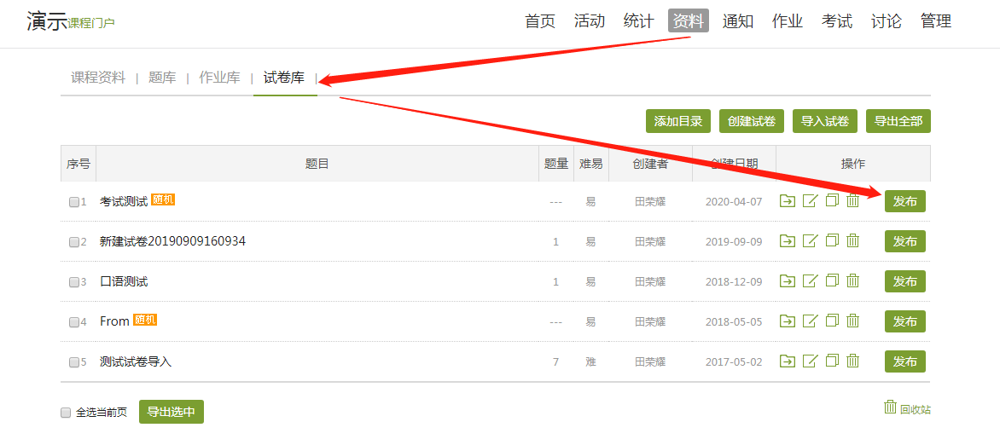 演示课程门户 首页 活动 统计 资料 通知 作业 考试 讨论 管理
课程资料 | 题库 | 作业库 | 试卷库 |
添加目录 创建试卷 导入试卷 导出全部
序号 题目 题量 难易 创建者 创建日期 操作
1 考试测试 随机 --- 易 田荣耀 2020-04-07 发布
2 新建试卷20190909160934 1 易 田荣耀 2019-09-09 发布
3 口语测试 1 易 田荣耀 2018-12-09 发布
4 From 随机 --- 易 田荣耀 2018-05-05 发布
5 测试试卷导入 7 难 田荣耀 2017-05-02 发布
全选当前页 导出选中 回收站